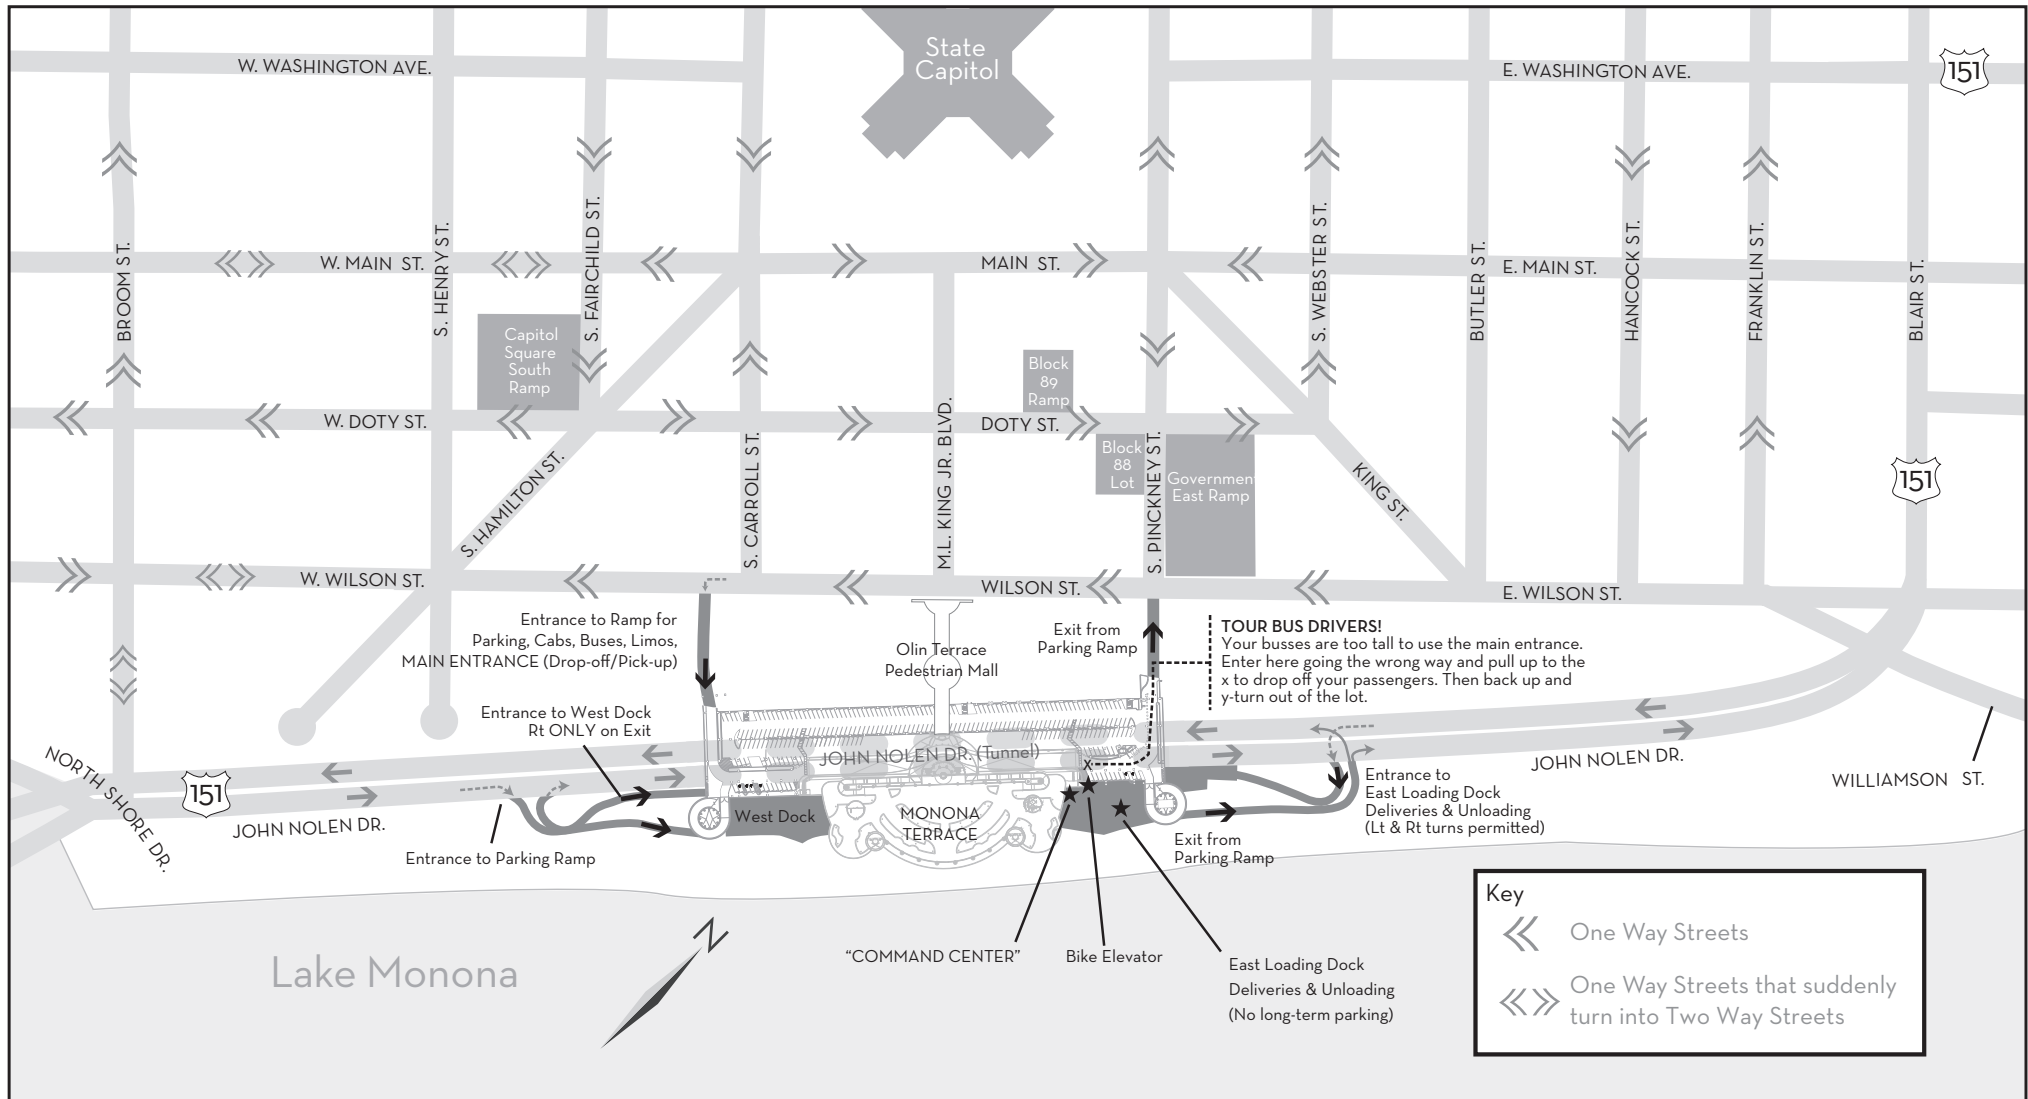 State
Capitol
W. WASHINGTON AVE.
E. WASHINGTON AVE.
151
BROOM ST.
S. HENRY ST.
S. FAIRCHILD ST.
W. MAIN ST.
MAIN ST.
E. MAIN ST.
S. WEBSTER ST.
BUTLER ST.
HANCOCK ST.
FRANKLIN ST.
BLAIR ST.
Capitol
Square
South
Ramp
Block
89
Ramp
W. DOTY ST.
DOTY ST.
S. HAMILTON ST.
S. CARROLL ST.
M.L. KING JR. BLVD.
Block
88
Lot
S. PINCKNEY ST.
Governmen
East Ramp
KING ST.
151
W. WILSON ST.
WILSON ST.
E. WILSON ST.
Entrance to Ramp for
Parking, Cabs, Buses, Limos,
MAIN ENTRANCE (Drop-off/Pick-up)
Olin Terrace
Pedestrian Mall
Exit from
Parking Ramp
TOUR BUS DRIVERS!
Your busses are too tall to use the main entrance.
Enter here going the wrong way and pull up to the
x to drop off your passengers. Then back up and
y-turn out of the lot.
Entrance to West Dock
Rt ONLY on Exit
NORTH SHORE DR.
151
JOHN NOLEN DR.
JOHN NOLEN DR. (Tunnel)
x
JOHN NOLEN DR.
WILLIAMSON ST.
Entrance to
East Loading Dock
Deliveries & Unloading
(Lt & Rt turns permitted)
West Dock
MONONA
TERRACE
Entrance to Parking Ramp
Exit from
Parking Ramp
"COMMAND CENTER"
Bike Elevator
East Loading Dock
Deliveries & Unloading
(No long-term parking)
N
Lake Monona
Key
One Way Streets
One Way Streets that suddenly
turn into Two Way Streets